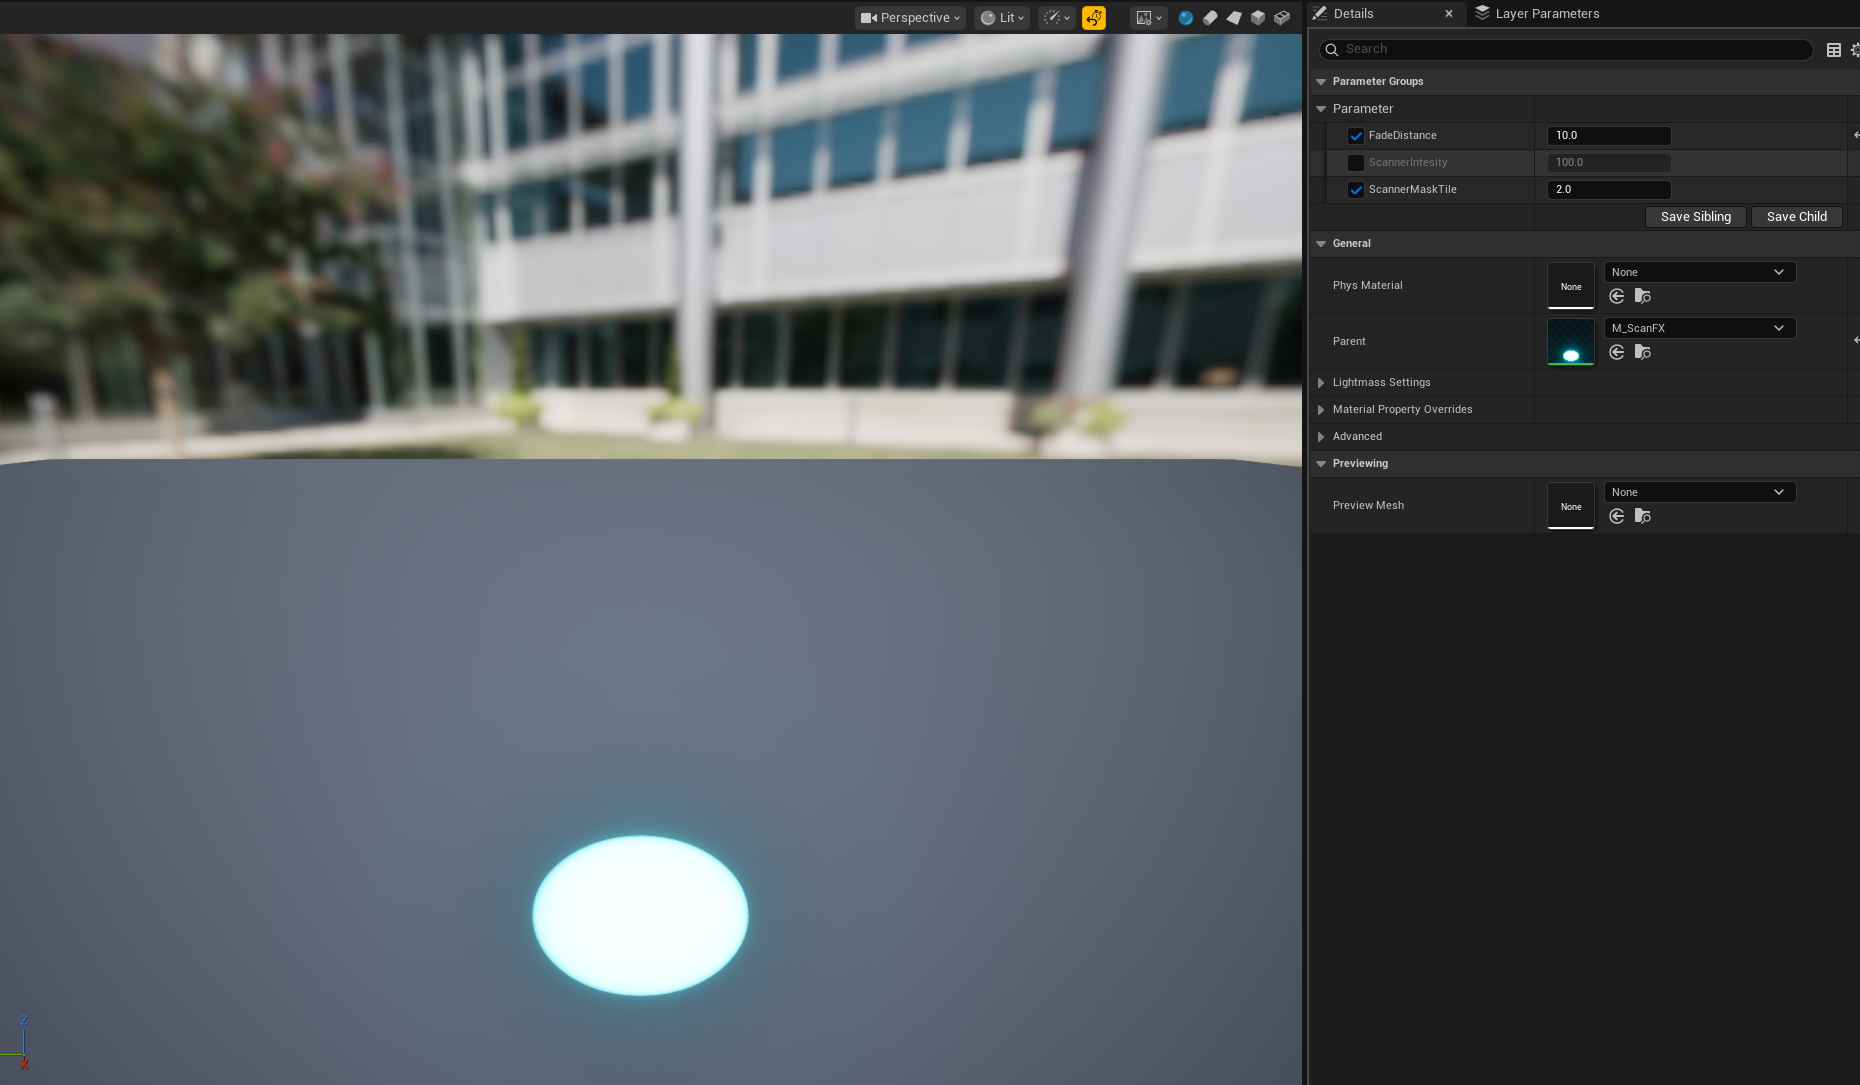 Perspective Lit
Details Layer Parameters
Search
Parameter Groups
Parameter
FadeDistance 10.0
ScannerIntesity 100.0
ScannerMaskTile 2.0
Save Sibling Save Child
General
Phys Material None None
Parent M_ScanFX
Lightmass Settings
Material Property Overrides
Advanced
Previewing
Preview Mesh None None
Z
X